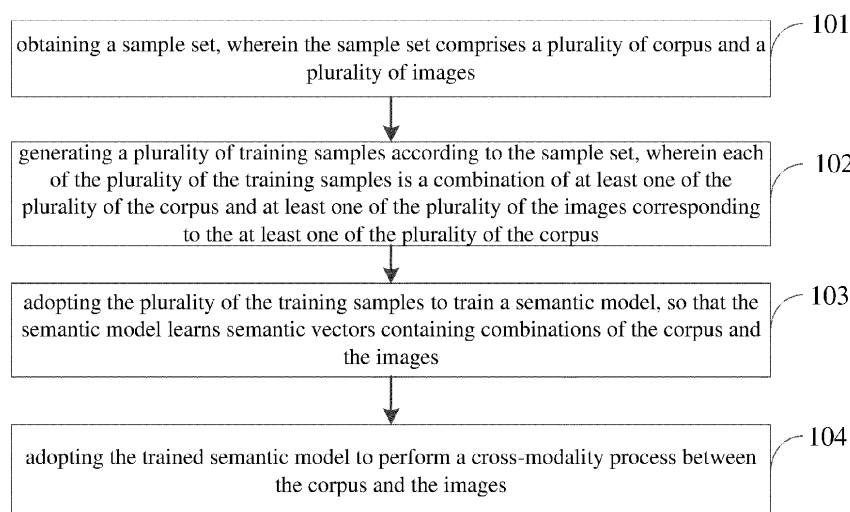 101
obtaining a sample set, wherein the sample set comprises a plurality of corpus and a
plurality of images
102
generating a plurality of training samples according to the sample set, wherein each
of the plurality of the training samples is a combination of at least one of the
plurality of the corpus and at least one of the plurality of the images corresponding
to the at least one of the plurality of the corpus
103
adopting the plurality of the training samples to train a semantic model, so that the
semantic model learns semantic vectors containing combinations of the corpus and
the images
104
adopting the trained semantic model to perform a cross-modality process between
the corpus and the images